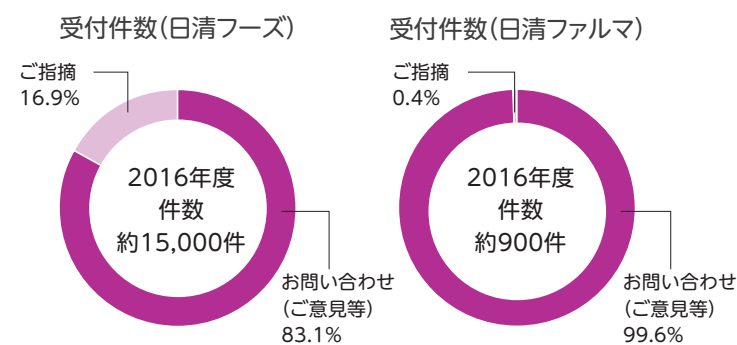 受付件数(日清フーズ)
ご指摘
16.9%
2016年度
件数
約15,000件
お問い合わせ
(ご意見等)
83.1%
受付件数(日清ファルマ)
ご指摘
0.4%
2016年度
件数
約900件
お問い合わせ
(ご意見等)
99.6%